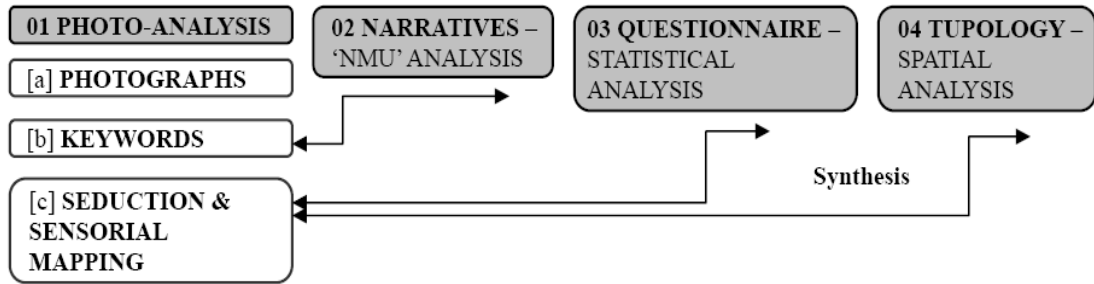 01 PHOTO-ANALYSIS
[a] PHOTOGRAPHS
[b] KEYWORDS
[c] SEDUCTION &
SENSORIAL
MAPPING
02 NARRATIVES –
‘NMU’ ANALYSIS
03 QUESTIONNAIRE –
STATISTICAL
ANALYSIS
04 TUPOLOGY –
SPATIAL
ANALYSIS
Synthesis